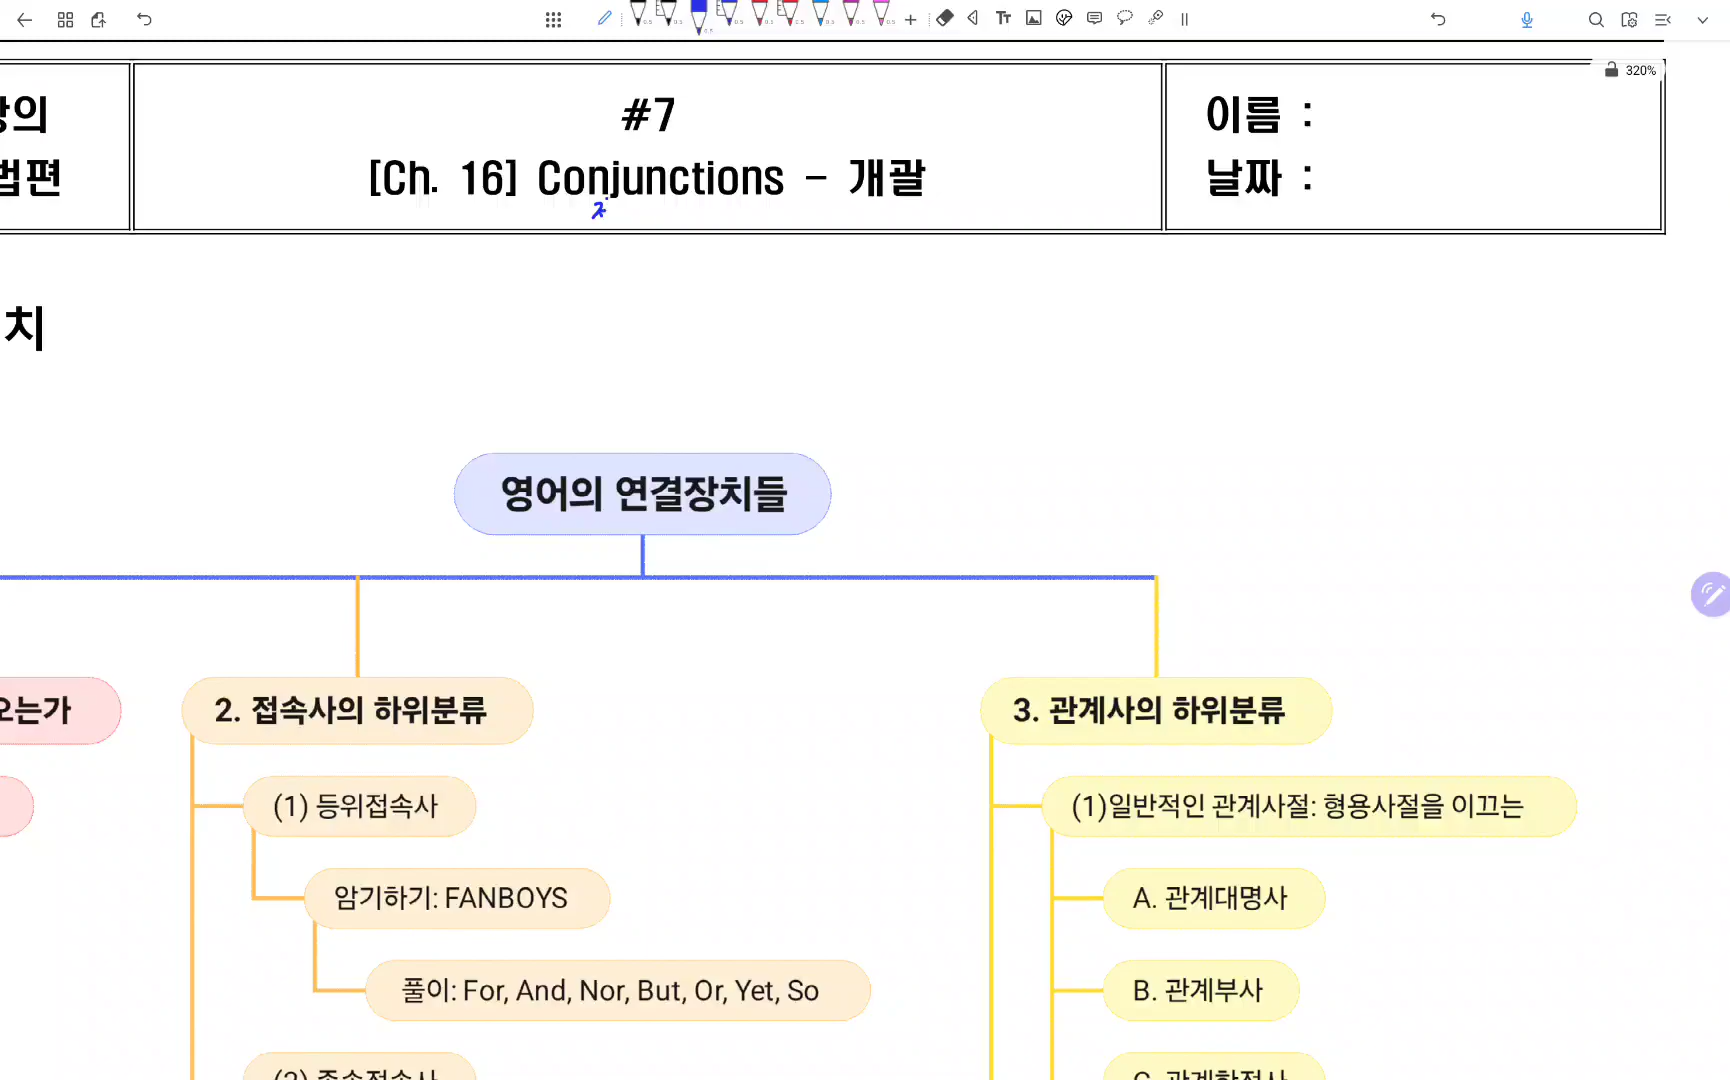 320%
#7
[Ch. 16] Conjunctions - 개괄
이름 :
날짜 :
치
영어의 연결장치들
오는가
2. 접속사의 하위분류
3. 관계사의 하위분류
(1) 등위접속사
(1)일반적인 관계사절: 형용사절을 이끄는
암기하기: FANBOYS
A. 관계대명사
풀이: For, And, Nor, But, Or, Yet, So
B. 관계부사